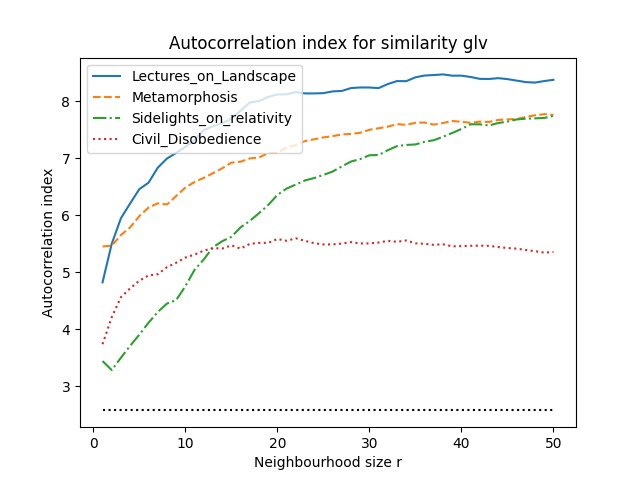 Autocorrelation index for similarity glv
Lectures_on_Landscape
Metamorphosis
Sidelights_on_relativity
Civil_Disobedience
Autocorrelation index
8
7
6
5
4
3
0 10 20 30 40 50
Neighbourhood size r